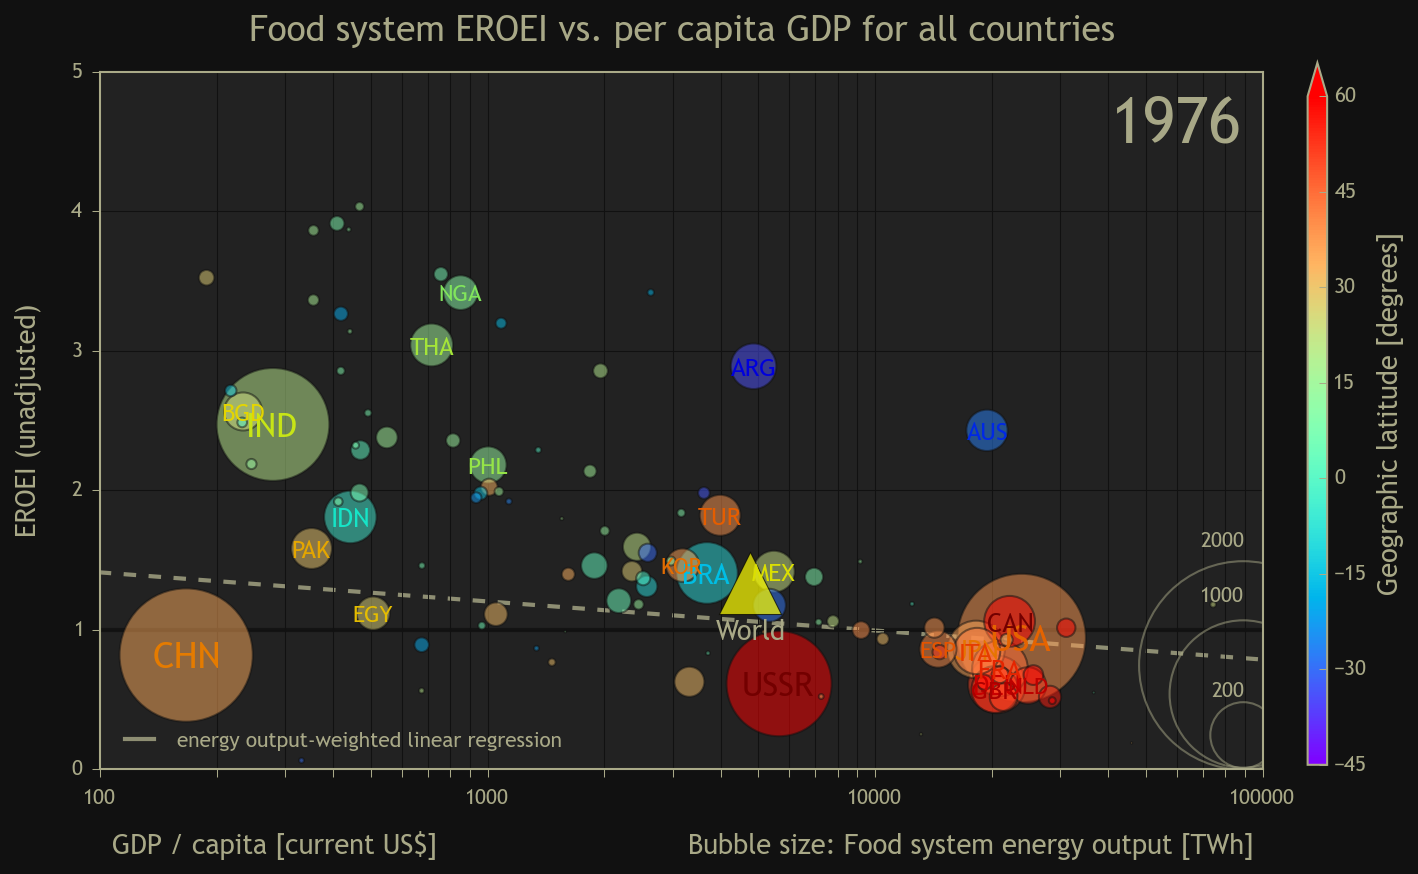 Food system EROEI vs. per capita GDP for all countries
1976
5
4
3
2
1
0
EROEI (unadjusted)
NGA
THA
ARG
BGD
IND
AUS
PHL
IDN
TUR
PAK
KOR
BRA
MEX
EGY
World
CHN
USSR
CAN
USA
ESP
ITA
FRA
GBR
2000
1000
200
energy output-weighted linear regression
100
1000
10000
100000
GDP / capita [current US$]
Bubble size: Food system energy output [TWh]
60
45
30
15
0
−15
−30
−45
Geographic latitude [degrees]